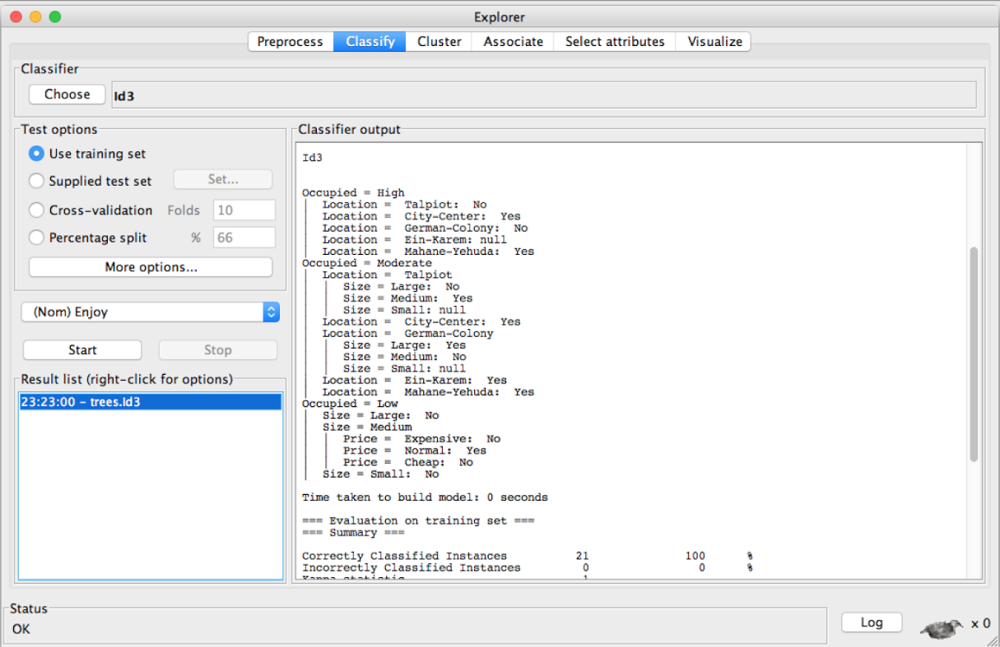 Explorer
Preprocess Classify Cluster Associate Select attributes Visualize
Classifier
Choose Id3
Test options
Use training set
Supplied test set Set...
Cross-validation Folds 10
Percentage split % 66
More options...
(Nom) Enjoy
Start Stop
Result list (right-click for options)
23:23:00 – trees.Id3
Classifier output
Id3
Occupied = High
| Location = Talpiot: No
| Location = City-Center: Yes
| Location = German-Colony: No
| Location = Ein-Karem: null
| Location = Mahane-Yehuda: Yes
Occupied = Moderate
| Location = Talpiot
| | Size = Large: No
| | Size = Medium: Yes
| | Size = Small: null
| Location = City-Center: Yes
| Location = German-Colony
| | Size = Large: Yes
| | Size = Medium: No
| | Size = Small: null
| Location = Ein-Karem: Yes
| Location = Mahane-Yehuda: Yes
Occupied = Low
| Size = Large: No
| Size = Medium
| | Price = Expensive: No
| | Price = Normal: Yes
| | Price = Cheap: No
| Size = Small: No
Time taken to build model: 0 seconds
=== Evaluation on training set ===
=== Summary ===
Correctly Classified Instances 21 100 %
Incorrectly Classified Instances 0 0 %
Kappa statistic 1
Status
OK
Log x 0